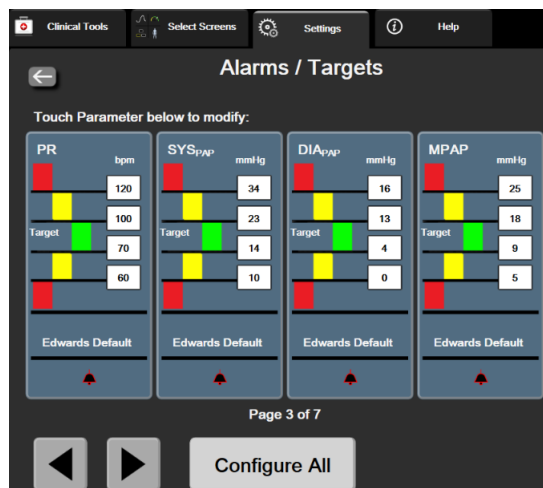 Clinical Tools Select Screens Settings Help
Alarms / Targets
Touch Parameter below to modify:
PR bpm
120
100
Target
70
60
Edwards Default
SYSPAP mmHg
34
23
Target
14
10
Edwards Default
DIAPAP mmHg
16
13
Target
4
0
Edwards Default
MPAP mmHg
25
18
Target
9
5
Edwards Default
Page 3 of 7
Configure All